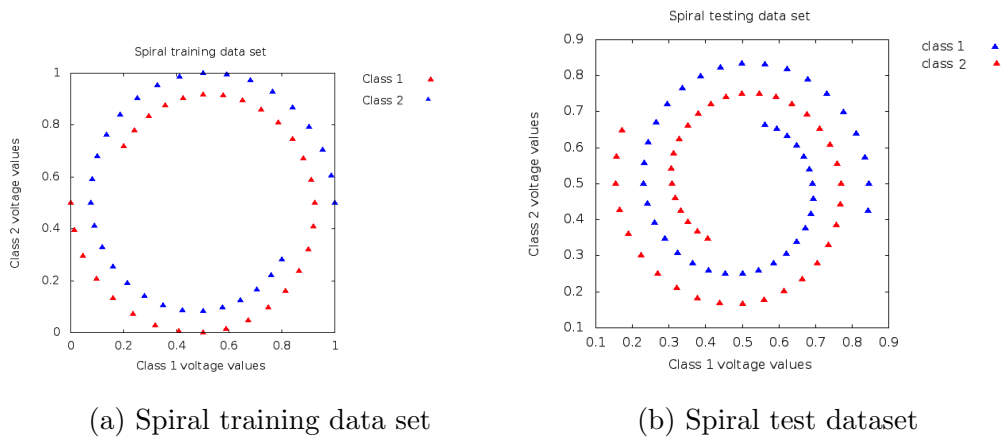 Spiral training data set
Class 1
Class 2
1
0.8
0.6
0.4
0.2
0
0 0.2 0.4 0.6 0.8 1
Class 2 voltage values
Class 1 voltage values
(a) Spiral training data set
Spiral testing data set
class 1
class 2
0.9
0.8
0.7
0.6
0.5
0.4
0.3
0.2
0.1
0.1 0.2 0.3 0.4 0.5 0.6 0.7 0.8 0.9
Class 2 voltage values
Class 1 voltage values
(b) Spiral test dataset